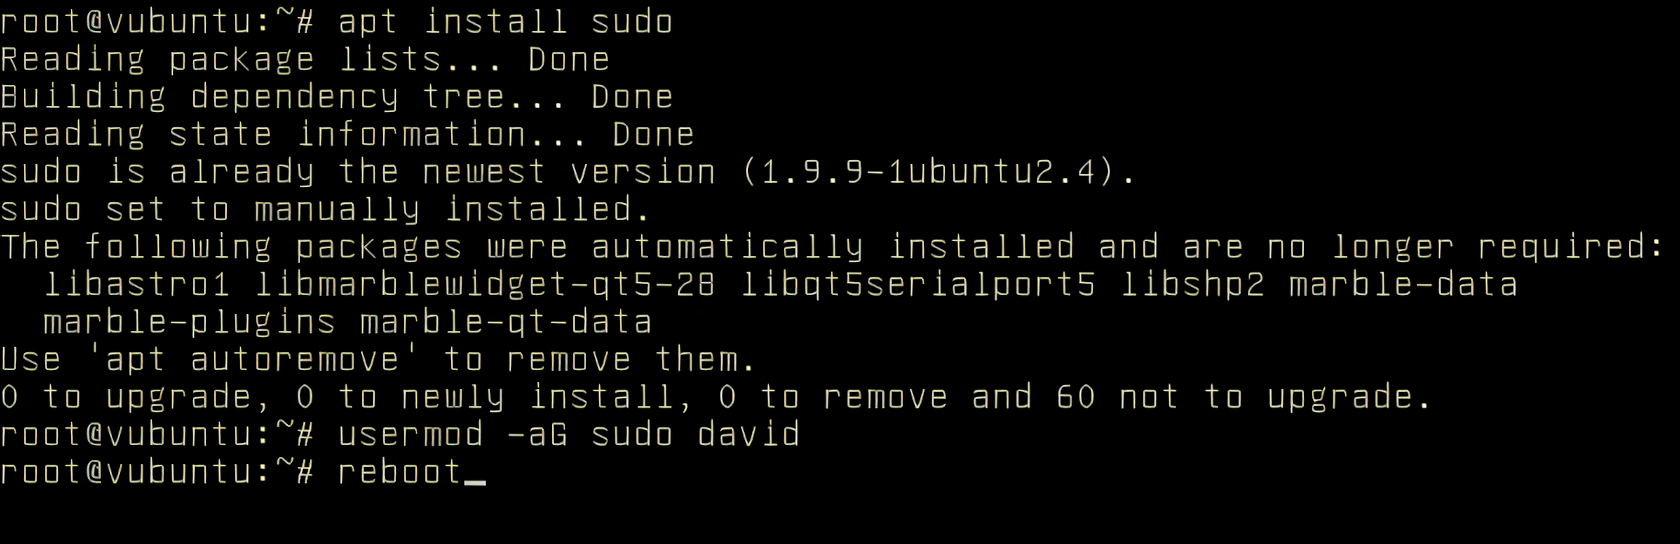 root@vubuntu:~# apt install sudo
Reading package lists... Done
Building dependency tree... Done
Reading state information... Done
sudo is already the newest version (1.9.9-1ubuntu2.4).
sudo set to manually installed.
The following packages were automatically installed and are no longer required:
  libastro1 libmarblewidget-qt5-28 libqt5serialport5 libshp2 marble-data
  marble-plugins marble-qt-data
Use 'apt autoremove' to remove them.
0 to upgrade, 0 to newly install, 0 to remove and 60 not to upgrade.
root@vubuntu:~# usermod -aG sudo david
root@vubuntu:~# reboot_